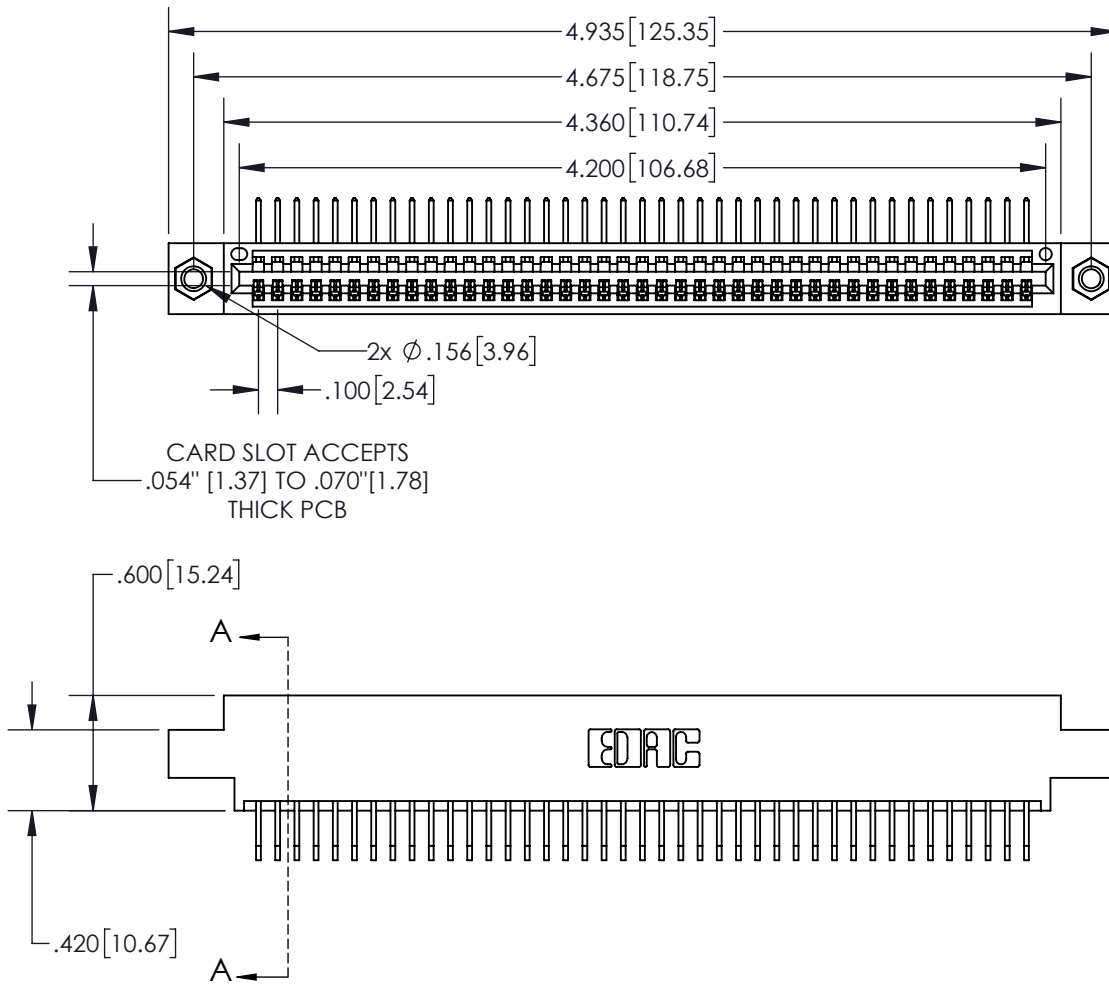 4.935[125.35]
4.675[118.75]
4.360[110.74]
4.200[106.68]
2x Ø.156[3.96]
.100[2.54]
CARD SLOT ACCEPTS
.054" [1.37] TO .070"[1.78]
THICK PCB
.600[15.24]
A
EDAC
.420[10.67]
A